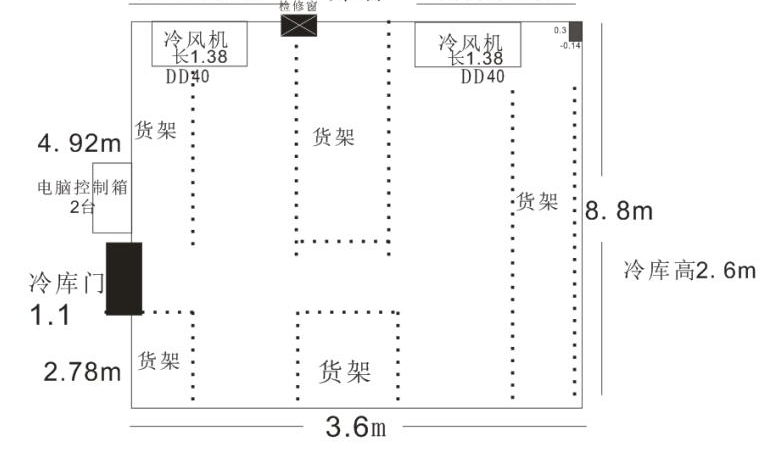 检修窗
冷风机
长1.38
DD40
冷风机
长1.38
DD40
0.3
-0.14
4.92m
货架
货架
电脑控制箱
2台
货架
8.8m
冷库门
1.1
冷库高2.6m
2.78m
货架
货架
3.6m